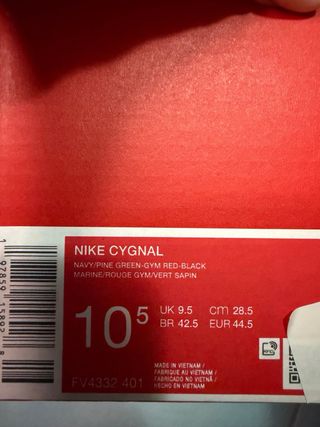 NIKE CYGNAL
NAVY/PINE GREEN-GYM RED-BLACK
MARINE/ROUGE GYM/VERT SAPIN
10⁵
UK 9.5 cm 28.5
BR 42.5 EUR 44.5
MADE IN VIETNAM /
FABRIQUÉ AU VIETNAM /
FABRICADO NO VIETNÃ /
HECHO EN VIETNAM
FV4332 401